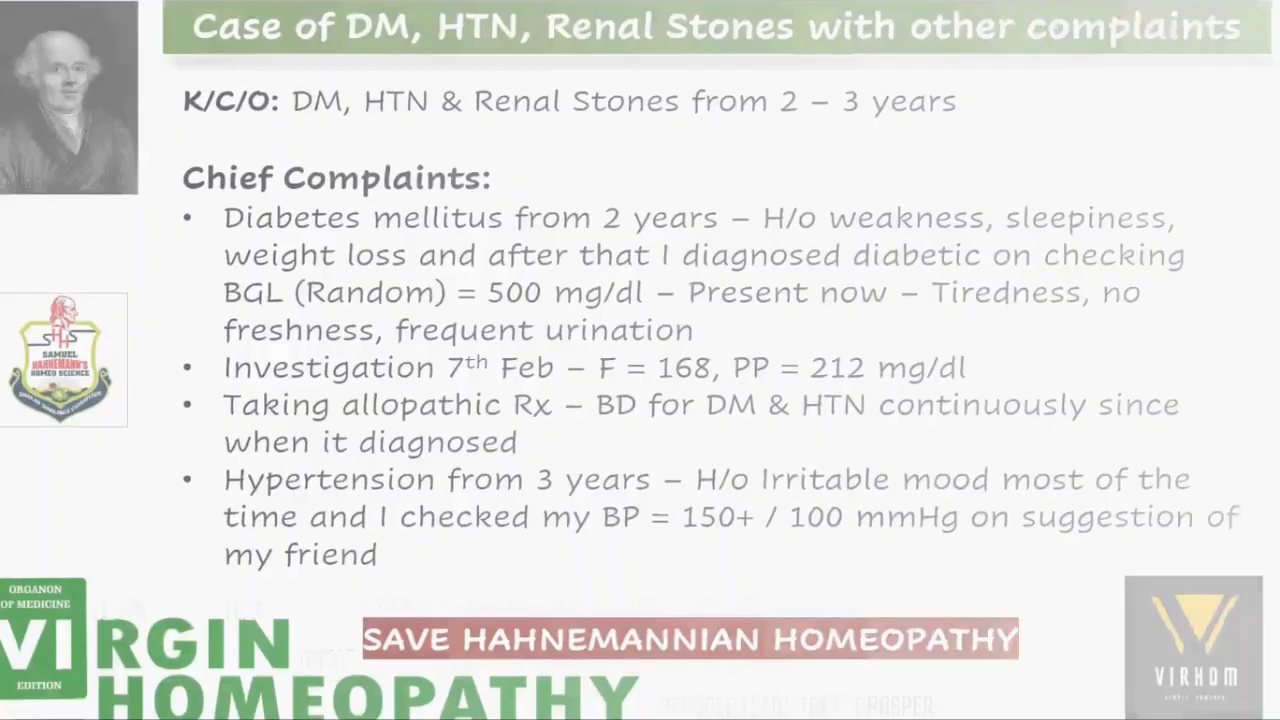 Case of DM, HTN, Renal Stones with other complaints
K/C/O: DM, HTN & Renal Stones from 2 – 3 years
Chief Complaints:
• Diabetes mellitus from 2 years – H/o weakness, sleepiness,
weight loss and after that I diagnosed diabetic on checking
BGL (Random) = 500 mg/dl – Present now – Tiredness, no
freshness, frequent urination
• Investigation 7th Feb – F = 168, PP = 212 mg/dl
• Taking allopathic Rx – BD for DM & HTN continuously since
when it diagnosed
• Hypertension from 3 years – H/o Irritable mood most of the
time and I checked my BP = 150+ / 100 mmHg on suggestion of
my friend
SHS
SAMUEL
HAHNEMANN'S
HOMEO SCIENCE
ORGANON
OF MEDICINE
VIRGIN
EDITION
HOMEOPATHY
SAVE HAHNEMANNIAN HOMEOPATHY
PROSPER
VIRHOM